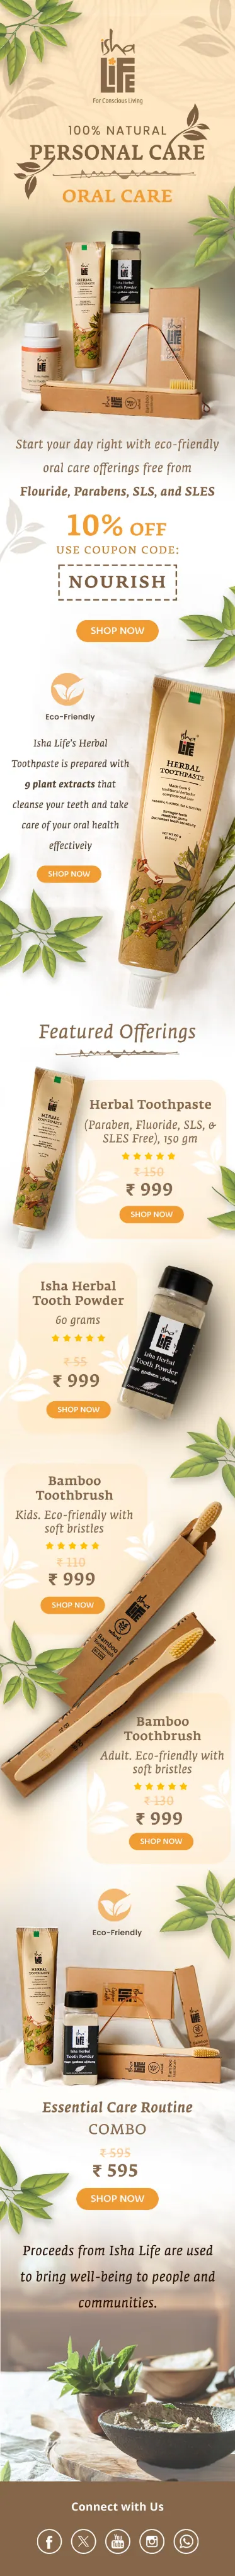 isha
LIFE
For Conscious Living
100% NATURAL
PERSONAL CARE
ORAL CARE
Start your day right with eco-friendly
oral care offerings free from
Flouride, Parabens, SLS, and SLES
10% OFF
USE COUPON CODE:
NOURISH
SHOP NOW
Eco-Friendly
Isha Life's Herbal
Toothpaste is prepared with
9 plant extracts that
cleanse your teeth and take
care of your oral health
effectively
SHOP NOW
isha
LIFE
HERBAL
TOOTHPASTE
Featured Offerings
Herbal Toothpaste
(Paraben, Fluoride, SLS, &
SLES Free), 150 gm
₹ 150
₹ 999
SHOP NOW
Isha Herbal
Tooth Powder
60 grams
₹ 55
₹ 999
SHOP NOW
isha
LIFE
Isha Herbal
Tooth Powder
Bamboo
Toothbrush
Kids. Eco-friendly with
soft bristles
₹ 110
₹ 999
SHOP NOW
Bamboo
Toothbrush
Bamboo
Toothbrush
Adult. Eco-friendly with
soft bristles
₹ 130
₹ 999
SHOP NOW
Eco-Friendly
Essential Care Routine
COMBO
₹ 595
₹ 595
SHOP NOW
Proceeds from Isha Life are used
to bring well-being to people and
communities.
Connect with Us